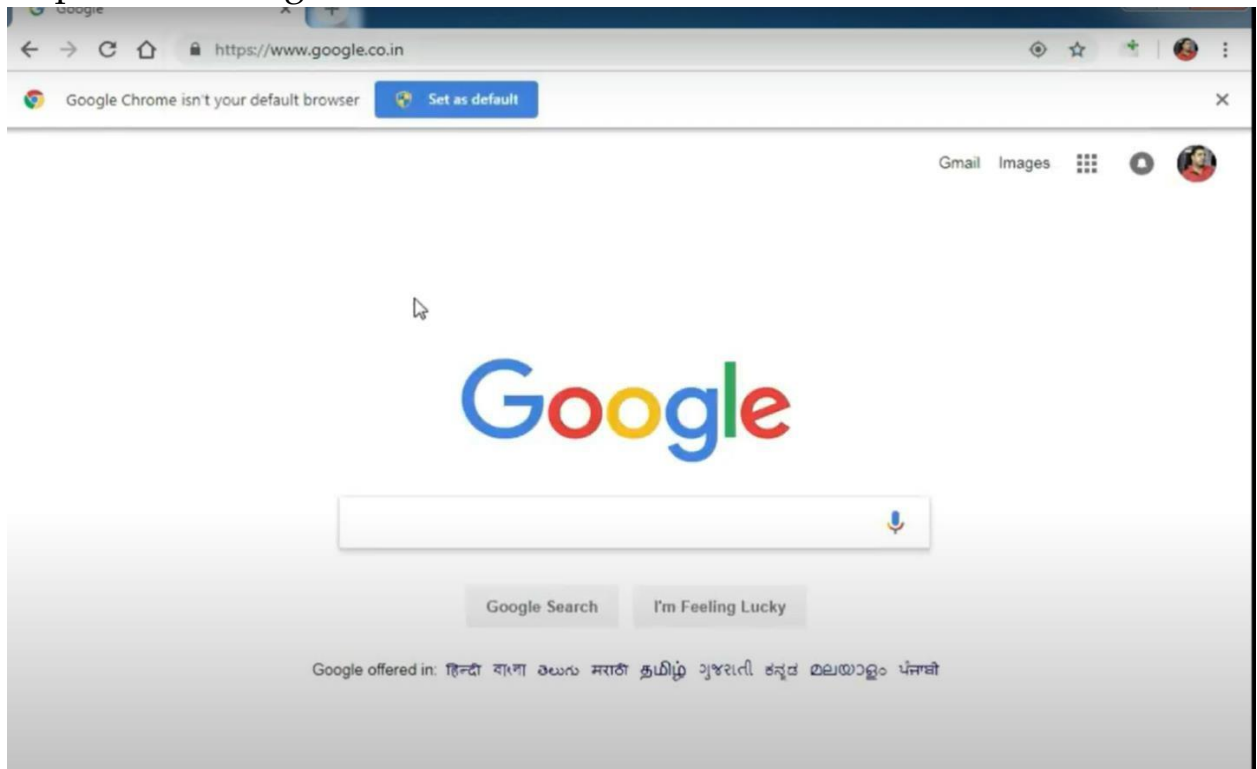 Google
https://www.google.co.in
Google Chrome isn't your default browser Set as default
Gmail Images
Google
Google Search I'm Feeling Lucky
Google offered in: हिन्दी বাংলা తెలుగు मराठी தமிழ் ગુજરાતી ಕನ್ನಡ മലയാളം ਪੰਜਾਬੀ